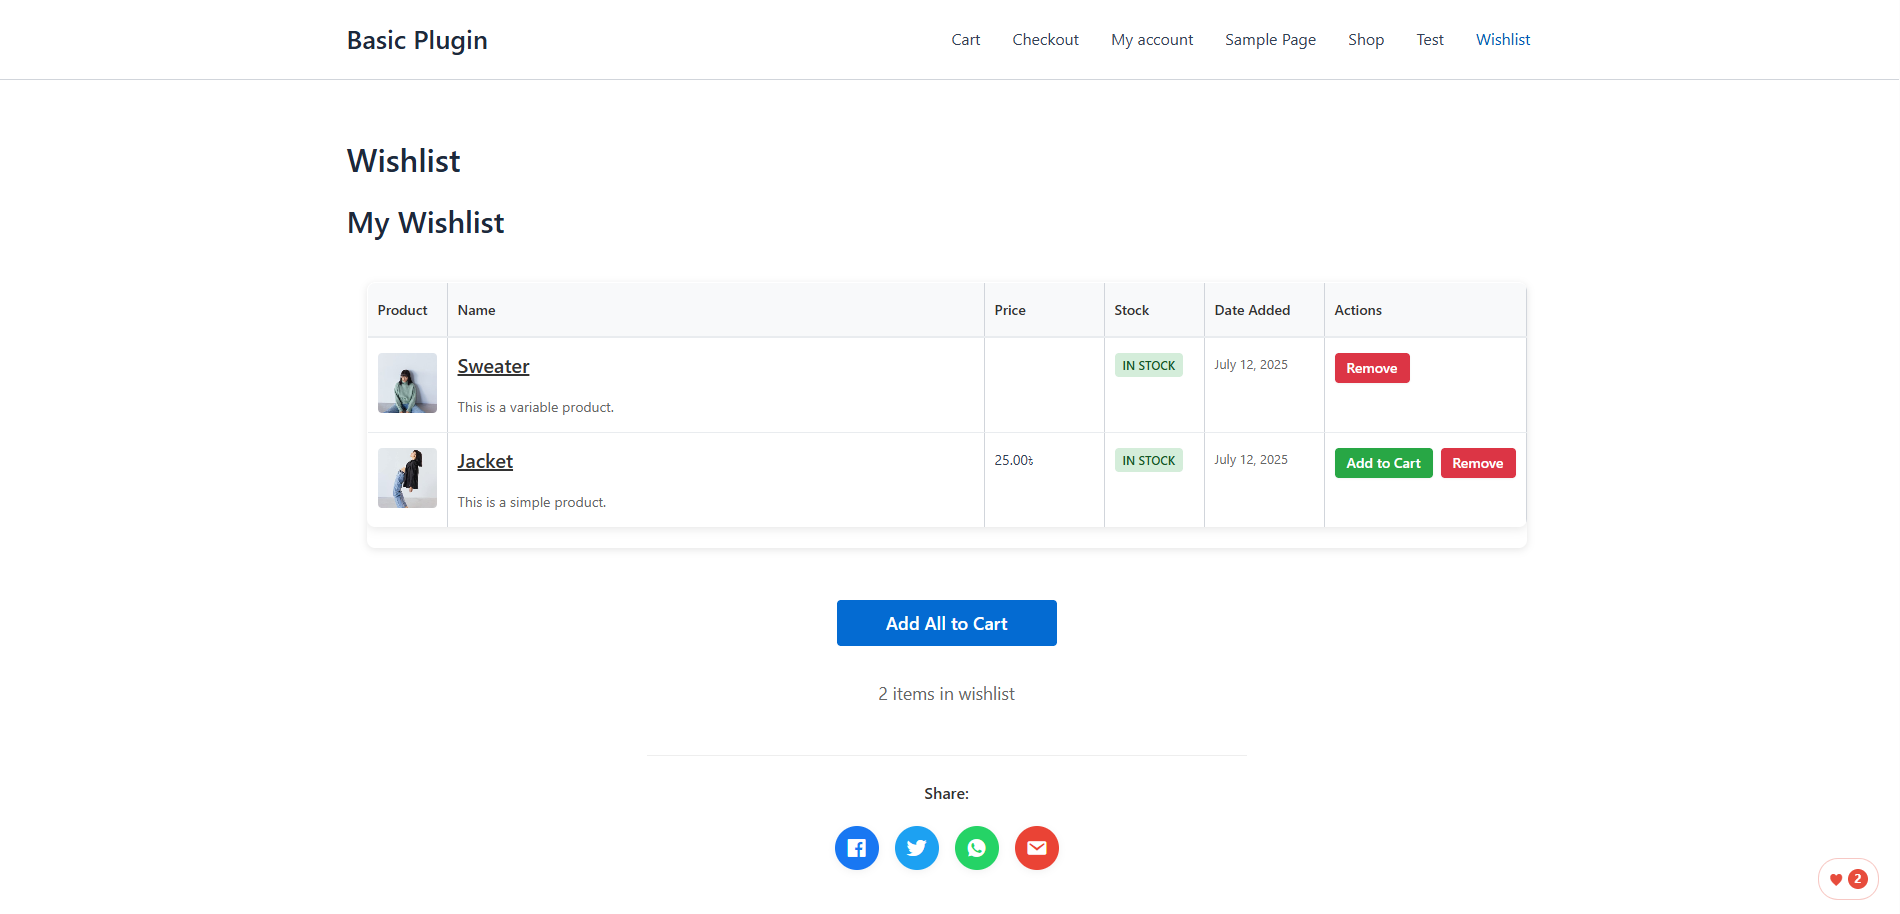 Basic Plugin
Cart Checkout My account Sample Page Shop Test Wishlist
Wishlist
My Wishlist
Product Name Price Stock Date Added Actions
Sweater
This is a variable product.
IN STOCK
July 12, 2025
Remove
Jacket
This is a simple product.
25.00৳
IN STOCK
July 12, 2025
Add to Cart Remove
Add All to Cart
2 items in wishlist
Share:
2